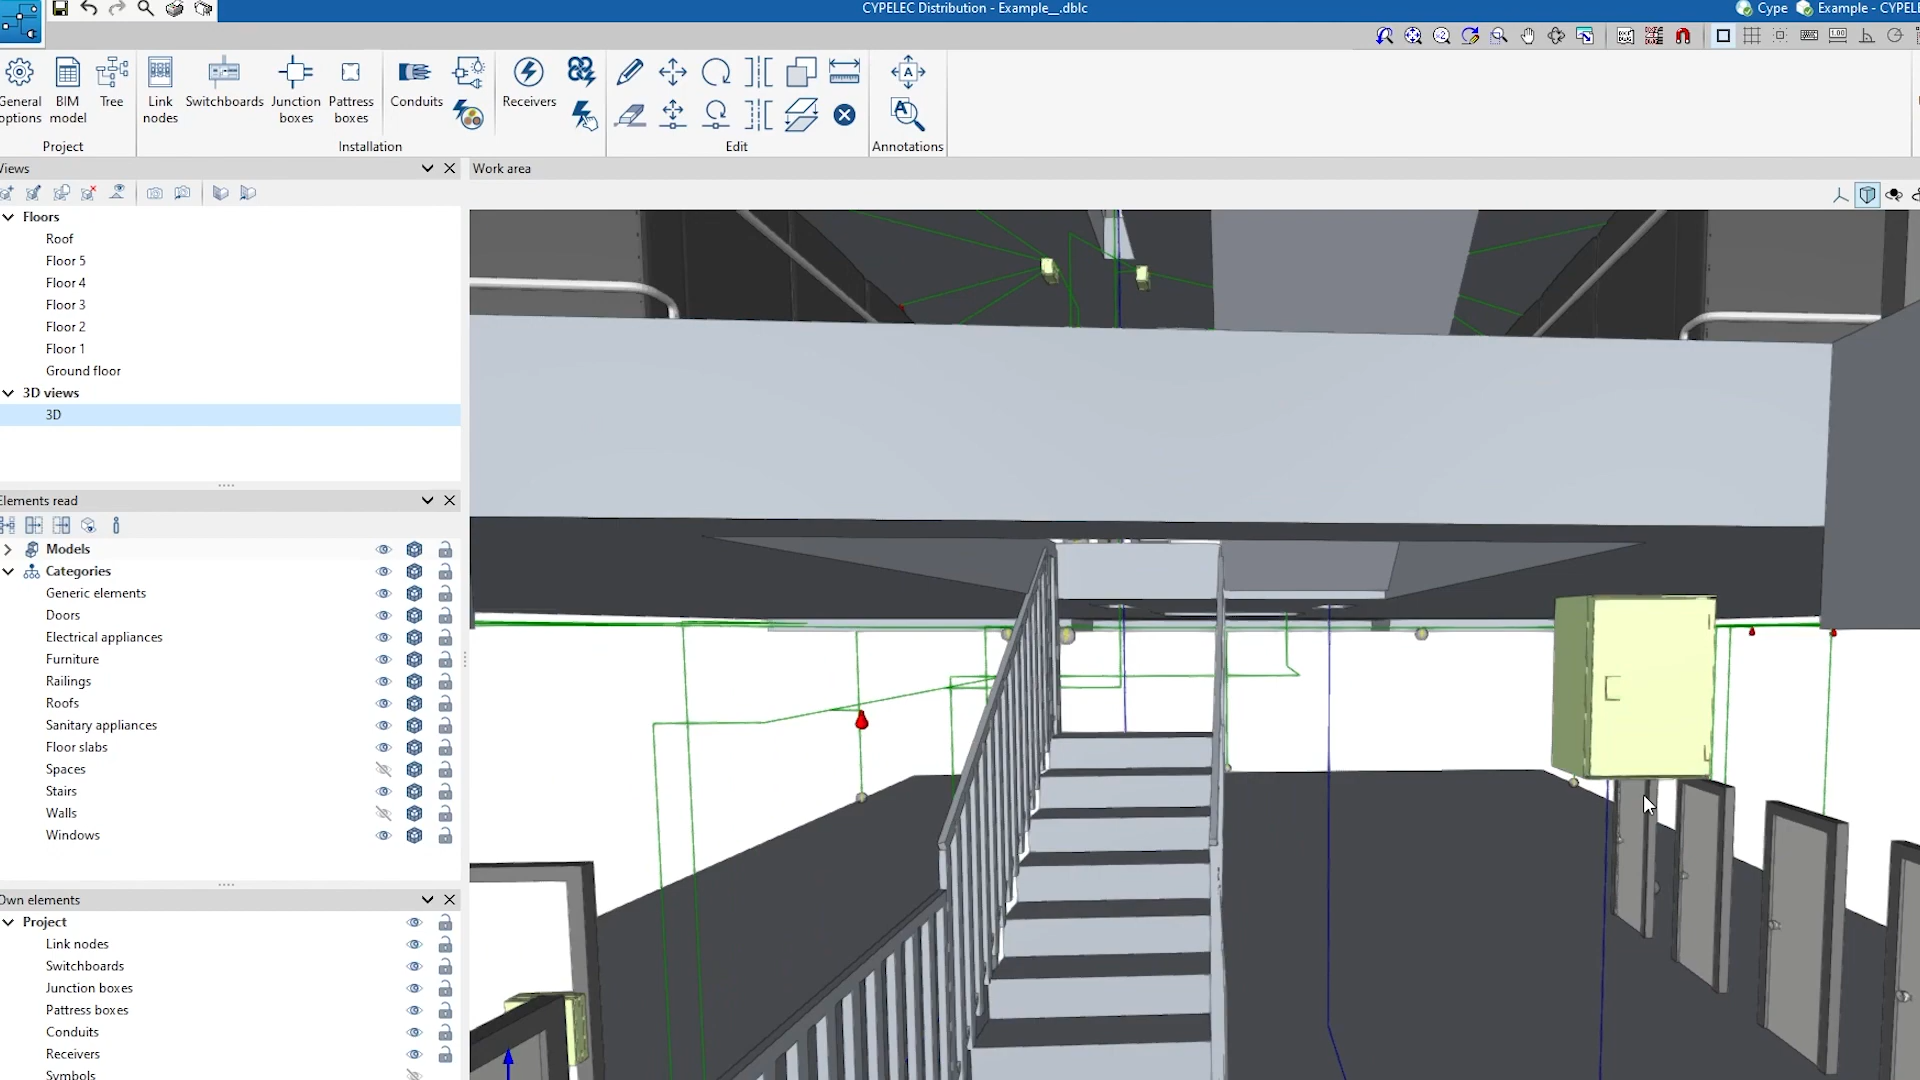 CYPELEC Distribution - Example__.dblc
Cype
Example - CYPEL
General options
BIM model
Tree
Link nodes
Switchboards
Junction boxes
Pattress boxes
Conduits
Receivers
Project
Installation
Edit
Annotations
Views
Work area
Floors
Roof
Floor 5
Floor 4
Floor 3
Floor 2
Floor 1
Ground floor
3D views
3D
Elements read
Models
Categories
Generic elements
Doors
Electrical appliances
Furniture
Railings
Roofs
Sanitary appliances
Floor slabs
Spaces
Stairs
Walls
Windows
Own elements
Project
Link nodes
Switchboards
Junction boxes
Pattress boxes
Conduits
Receivers
Symbols